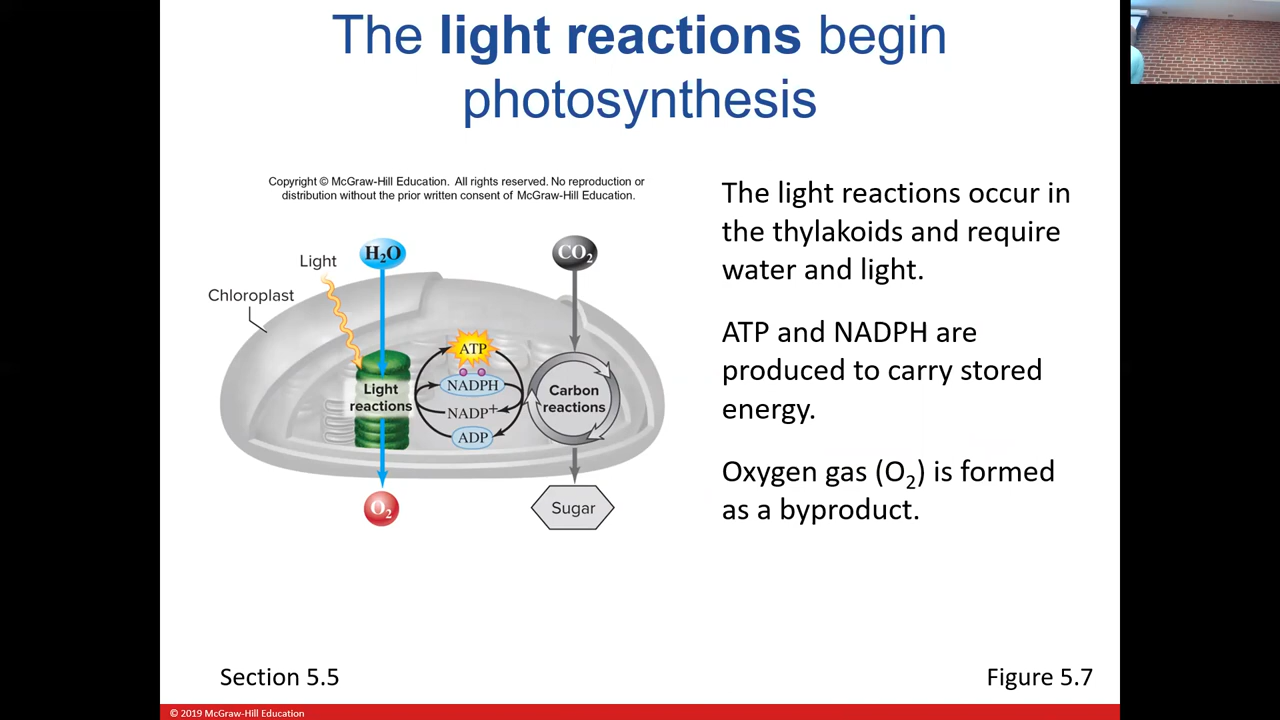 The light reactions begin
photosynthesis
Copyright © McGraw-Hill Education. All rights reserved. No reproduction or
distribution without the prior written consent of McGraw-Hill Education.
Light
H₂O
CO₂
Chloroplast
ATP
Light
reactions
NADPH
Carbon
reactions
NADP⁺
ADP
O₂
Sugar
The light reactions occur in
the thylakoids and require
water and light.
ATP and NADPH are
produced to carry stored
energy.
Oxygen gas (O₂) is formed
as a byproduct.
Section 5.5
Figure 5.7
© 2019 McGraw-Hill Education